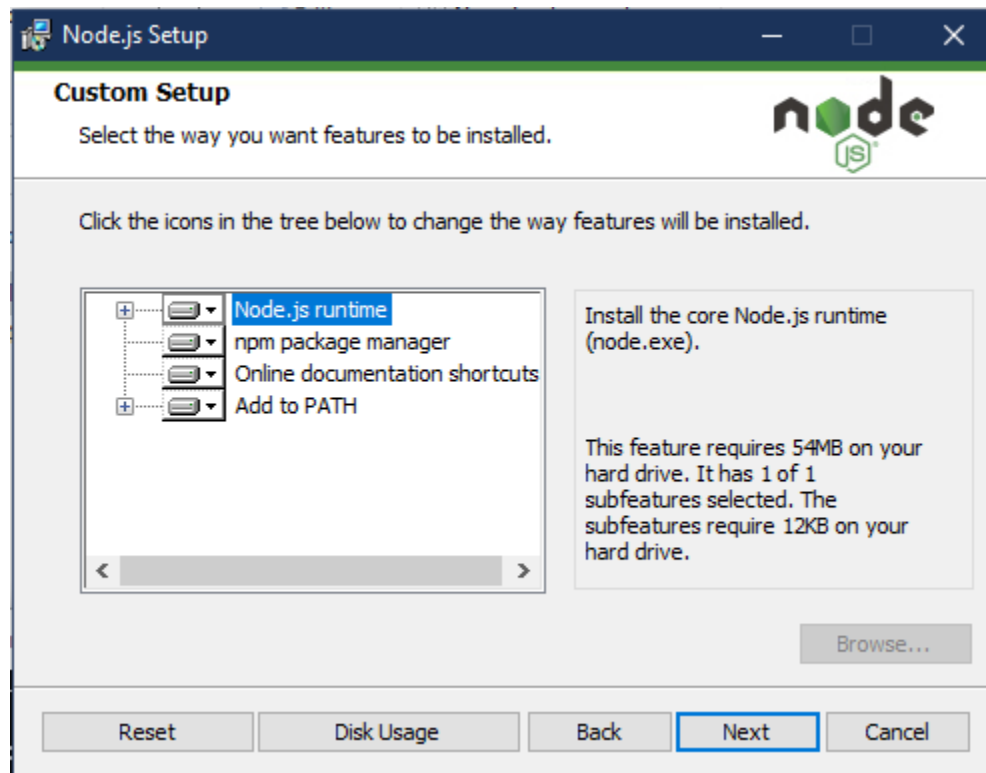 Node.js Setup
Custom Setup
Select the way you want features to be installed.
node
JS
Click the icons in the tree below to change the way features will be installed.
Node.js runtime
npm package manager
Online documentation shortcuts
Add to PATH
Install the core Node.js runtime
(node.exe).
This feature requires 54MB on your
hard drive. It has 1 of 1
subfeatures selected. The
subfeatures require 12KB on your
hard drive.
Browse...
Reset
Disk Usage
Back
Next
Cancel